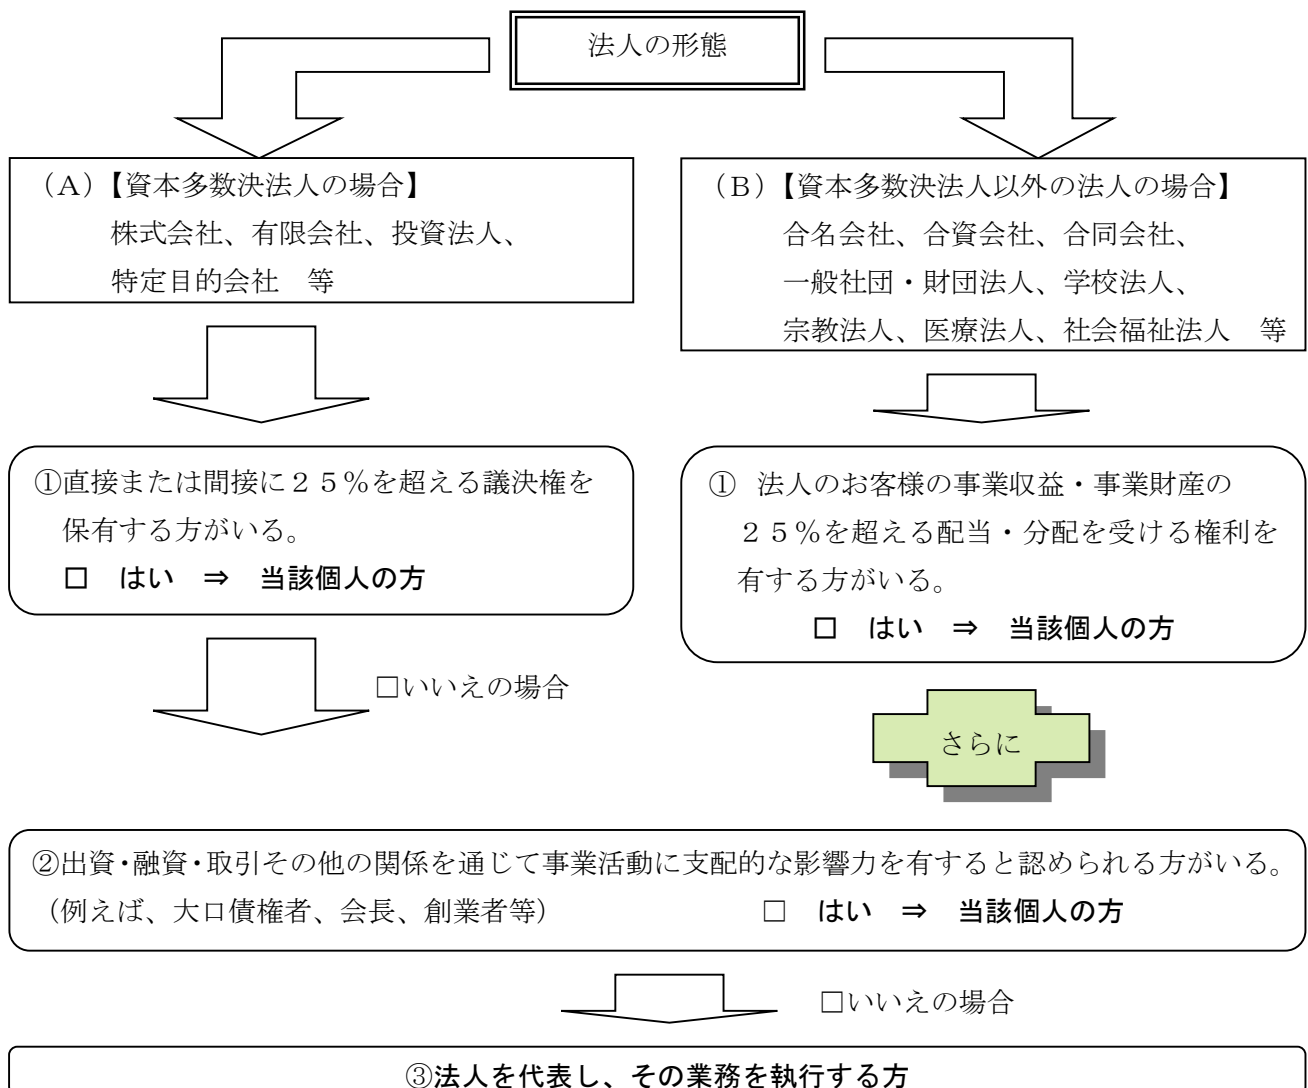 法人の形態
(A)【資本多数決法人の場合】
株式会社、有限会社、投資法人、
特定目的会社　等
(B)【資本多数決法人以外の法人の場合】
合名会社、合資会社、合同会社、
一般社団・財団法人、学校法人、
宗教法人、医療法人、社会福祉法人　等
①直接または間接に２５％を超える議決権を
保有する方がいる。
□　はい　⇒　当該個人の方
① 法人のお客様の事業収益・事業財産の
２５％を超える配当・分配を受ける権利を
有する方がいる。
□　はい　⇒　当該個人の方
□いいえの場合
さらに
②出資・融資・取引その他の関係を通じて事業活動に支配的な影響力を有すると認められる方がいる。
（例えば、大口債権者、会長、創業者等）　□　はい　⇒　当該個人の方
□いいえの場合
③法人を代表し、その業務を執行する方